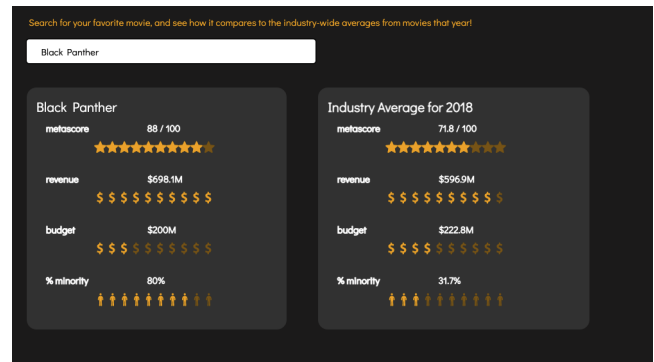 Search for your favorite movie, and see how it compares to the industry-wide averages from movies that year!
Black Panther
Black Panther
metascore 88 / 100
revenue $698.1M
$ $ $ $ $ $ $ $ $ $
budget $200M
$ $ $ $ $ $ $ $ $ $
% minority 80%
Industry Average for 2018
metascore 71.8 / 100
revenue $596.9M
$ $ $ $ $ $ $ $ $ $
budget $222.8M
$ $ $ $ $ $ $ $ $ $
% minority 31.7%